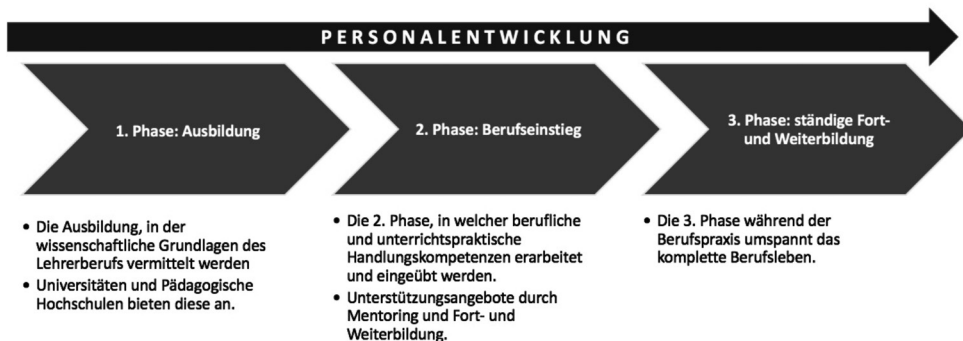 PERSONALENTWICKLUNG
1. Phase: Ausbildung
2. Phase: Berufseinstieg
3. Phase: ständige Fort-
und Weiterbildung
• Die Ausbildung, in der
wissenschaftliche Grundlagen des
Lehrerberufs vermittelt werden
• Universitäten und Pädagogische
Hochschulen bieten diese an.
• Die 2. Phase, in welcher berufliche
und unterrichtspraktische
Handlungskompetenzen erarbeitet
und eingeübt werden.
• Unterstützungsangebote durch
Mentoring und Fort- und
Weiterbildung.
• Die 3. Phase während der
Berufspraxis umspannt das
komplette Berufsleben.